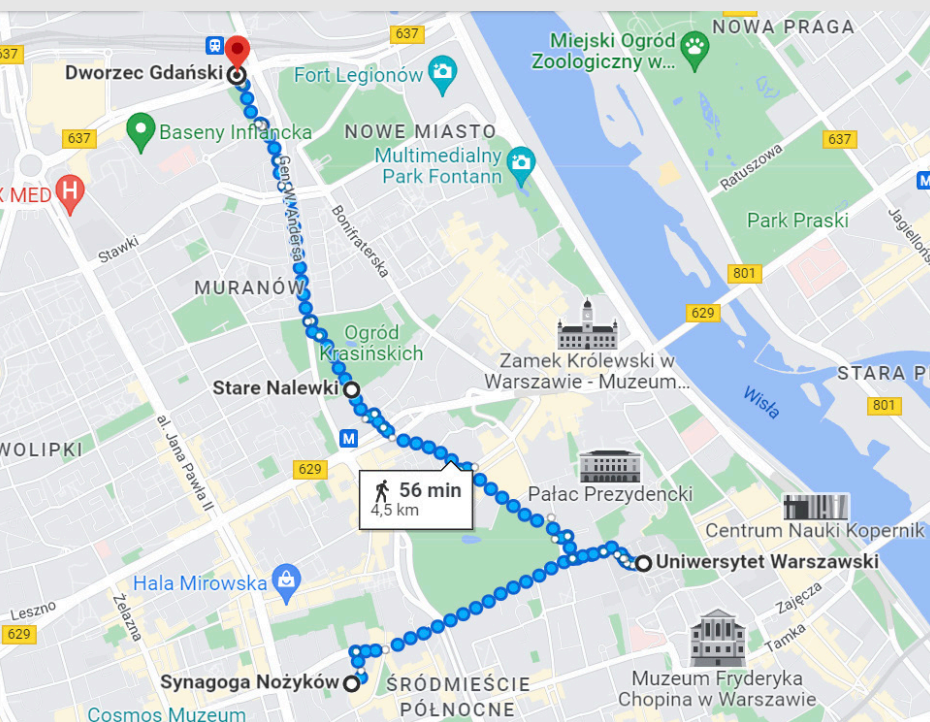 637
NOWA PRAGA
637
Miejski Ogród
Zoologiczny w...
Dworzec Gdański
Fort Legionów
637
Baseny Inflancka
NOWE MIASTO
637
Multimedialny
Park Fontann
Ratuszowa
X MED
H
M
Gen. W. Andersa
Bonifraterska
Park Praski
Jagiellońs
Stawki
801
MURANÓW
629
Ogród
Krasińskich
Zamek Królewski w
Warszawie - Muzeum...
STARA P
Stare Nalewki
Wisła
801
M
al. Jana Pawła II
WOLIPKI
629
56 min
4,5 km
Pałac Prezydencki
Centrum Nauki Kopernik
Uniwersytet Warszawski
Hala Mirowska
Leszno
Żelazna
Zajęcza
629
Tamka
Synagoga Nożyków
ŚRÓDMIEŚCIE
PÓŁNOCNE
Muzeum Fryderyka
Chopina w Warszawie
Cosmos Muzeum